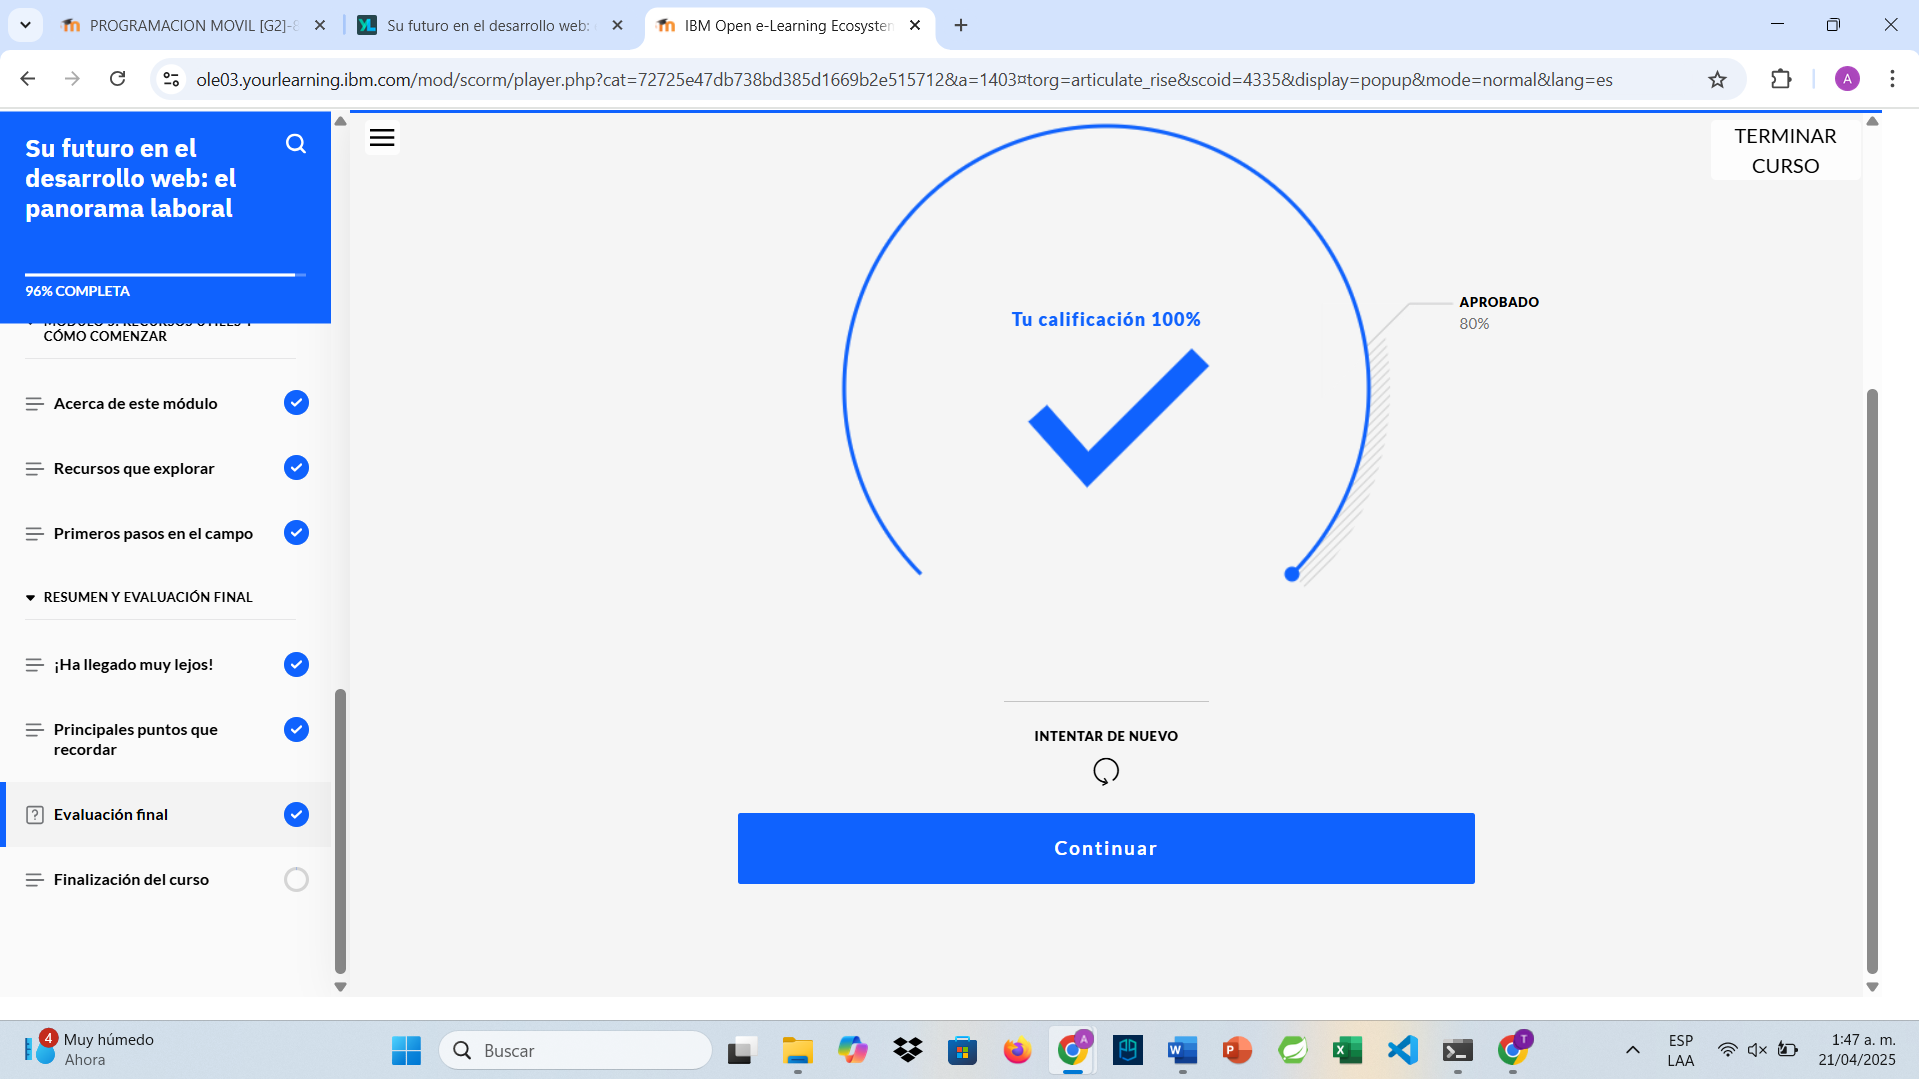 PROGRAMACION MOVIL [G2]-8
Su futuro en el desarrollo web:
IBM Open e-Learning Ecosystem
ole03.yourlearning.ibm.com/mod/scorm/player.php?cat=72725e47db738bd385d1669b2e515712&a=1403¤torg=articulate_rise&scoid=4335&display=popup&mode=normal&lang=es
A
Su futuro en el
desarrollo web: el
panorama laboral
96% COMPLETA
MÓDULO 5: RECURSOS ÚTILES Y
CÓMO COMENZAR
Acerca de este módulo
Recursos que explorar
Primeros pasos en el campo
RESUMEN Y EVALUACIÓN FINAL
¡Ha llegado muy lejos!
Principales puntos que
recordar
Evaluación final
Finalización del curso
TERMINAR
CURSO
Tu calificación 100%
APROBADO
80%
INTENTAR DE NUEVO
Continuar
4
Muy húmedo
Ahora
Buscar
A
T
ESP
LAA
1:47 a. m.
21/04/2025